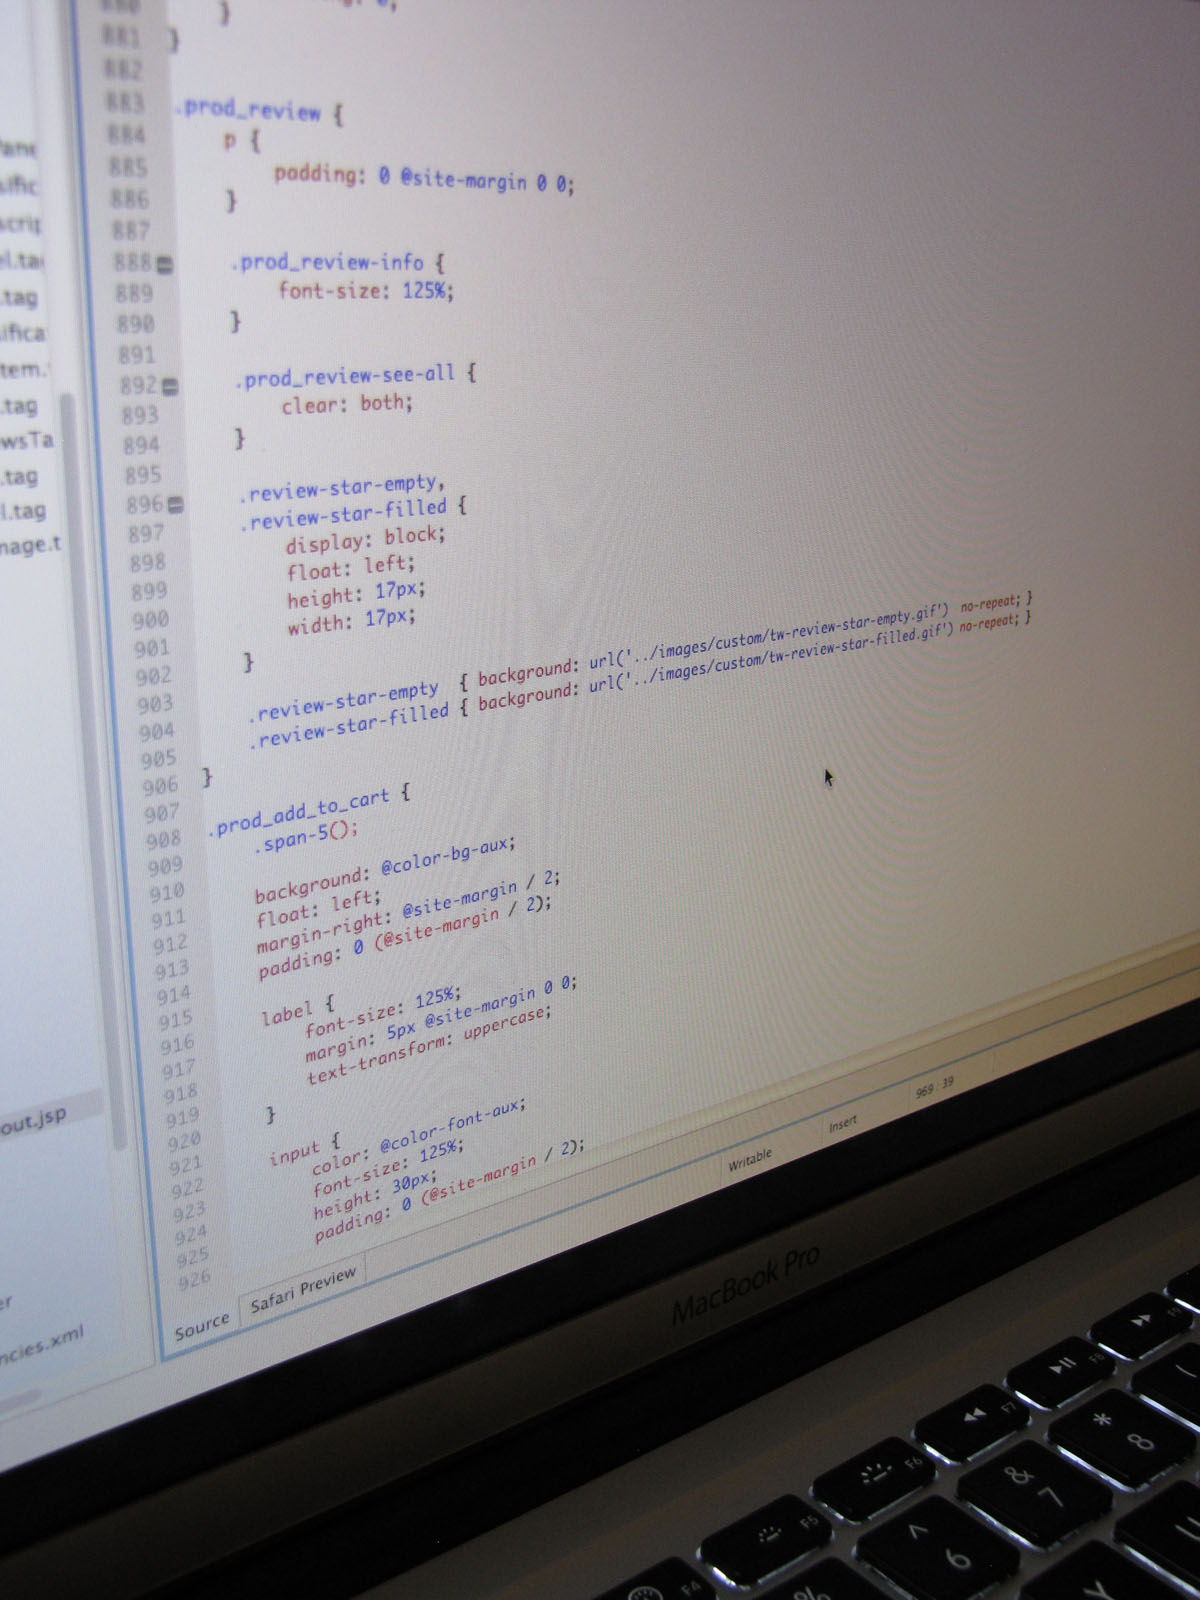 880
881 }
882
883 .prod_review {
884 p {
885 padding: 0 @site-margin 0 0;
886 }
887
888 .prod_review-info {
889 font-size: 125%;
890 }
891
892 .prod_review-see-all {
893 clear: both;
894 }
895
896 .review-star-empty,
897 .review-star-filled {
898 display: block;
899 float: left;
900 height: 17px;
901 width: 17px;
902 }
903
904 .review-star-empty { background: url('../images/custom/tw-review-star-empty.gif') no-repeat; }
905 .review-star-filled { background: url('../images/custom/tw-review-star-filled.gif') no-repeat; }
906 }
907
908 .prod_add_to_cart {
909 .span-5();
910
911 background: @color-bg-aux;
912 float: left;
913 margin-right: @site-margin / 2;
914 padding: 0 (@site-margin / 2);
915
916 label {
917 font-size: 125%;
918 margin: 5px @site-margin 0 0;
919 text-transform: uppercase;
920 }
921
922 input {
923 color: @color-font-aux;
924 font-size: 125%;
925 height: 30px;
926 padding: 0 (@site-margin / 2);
.tag
tem.
.tag
wsTa
.tag
l.tag
nage.t
out.jsp
er
ncies.xml
Source
Safari Preview
Writable
Insert
969 : 19
MacBook Pro
F4
F5
F6
F7
F8
F9
^
6
&
7
*
8
(
%
Y
U